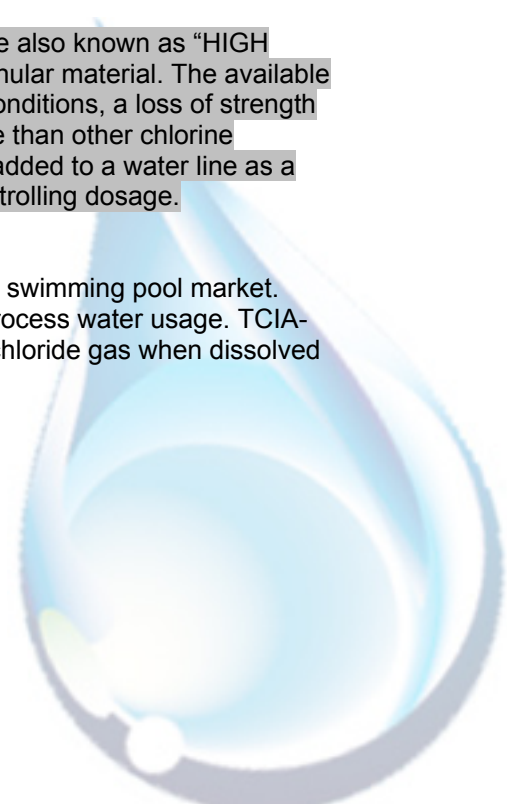 e also known as “HIGH
nular material. The available
onditions, a loss of strength
e than other chlorine
added to a water line as a
trolling dosage.
swimming pool market.
rocess water usage. TCIA-
chloride gas when dissolved